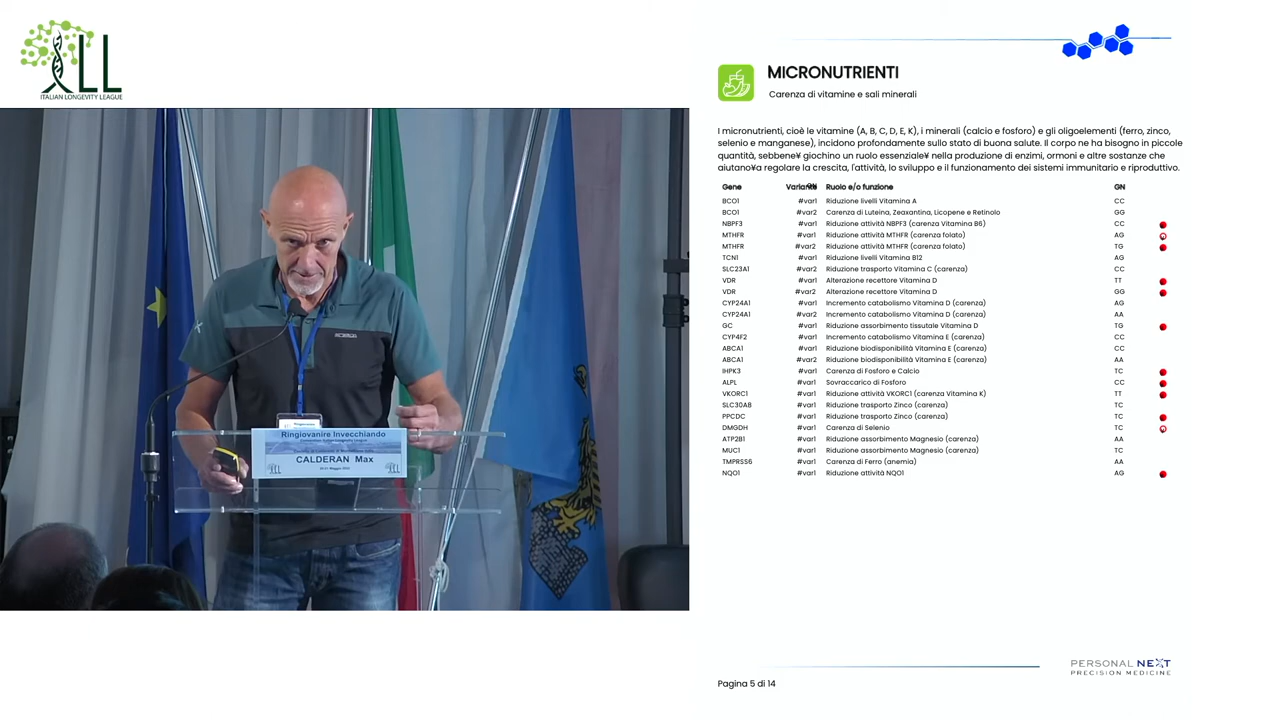 LL
ITALIAN LONGEVITY LEAGUE
Ringiovanire Invecchiando
CALDERAN Max
MICRONUTRIENTI
Carenza di vitamine e sali minerali
I micronutrienti, cioè le vitamine (A, B, C, D, E, K), i minerali (calcio e fosforo) e gli oligoelementi (ferro, zinco,
selenio e manganese), incidono profondamente sullo stato di buona salute. Il corpo ne ha bisogno in piccole
quantità, sebbene¥ giochino un ruolo essenziale¥ nella produzione di enzimi, ormoni e altre sostanze che
aiutano¥a regolare la crescita, l'attività, lo sviluppo e il funzionamento dei sistemi immunitario e riproduttivo.
Gene Variante Ruolo e/o funzione GN
BCO1 #var1 Riduzione livelli Vitamina A CC
BCO1 #var2 Carenza di Luteina, Zeaxantina, Licopene e Retinolo GG
NBPF3 #var1 Riduzione attività NBPF3 (carenza Vitamina B6) CC
MTHFR #var1 Riduzione attività MTHFR (carenza folato) AG
MTHFR #var2 Riduzione attività MTHFR (carenza folato) TG
TCN1 #var1 Riduzione livelli Vitamina B12 AG
SLC23A1 #var2 Riduzione trasporto Vitamina C (carenza) CC
VDR #var1 Alterazione recettore Vitamina D TT
VDR #var2 Alterazione recettore Vitamina D GG
CYP24A1 #var1 Incremento catabolismo Vitamina D (carenza) AG
CYP24A1 #var2 Incremento catabolismo Vitamina D (carenza) AA
GC #var1 Riduzione assorbimento tissutale Vitamina D TG
CYP4F2 #var1 Incremento catabolismo Vitamina E (carenza) CC
ABCA1 #var1 Riduzione biodisponibilità Vitamina E (carenza) CC
ABCA1 #var2 Riduzione biodisponibilità Vitamina E (carenza) AA
IHPK3 #var1 Carenza di Fosforo e Calcio TC
ALPL #var1 Sovraccarico di Fosforo CC
VKORC1 #var1 Riduzione attività VKORC1 (carenza Vitamina K) TT
SLC30A8 #var1 Riduzione trasporto Zinco (carenza) TC
PPCDC #var1 Riduzione trasporto Zinco (carenza) TC
DMGDH #var1 Carenza di Selenio TC
ATP2B1 #var1 Riduzione assorbimento Magnesio (carenza) AA
MUC1 #var1 Riduzione assorbimento Magnesio (carenza) TC
TMPRSS6 #var1 Carenza di Ferro (anemia) AA
NQO1 #var1 Riduzione attività NQO1 AG
PERSONAL NEXT
PRECISION MEDICINE
Pagina 5 di 14